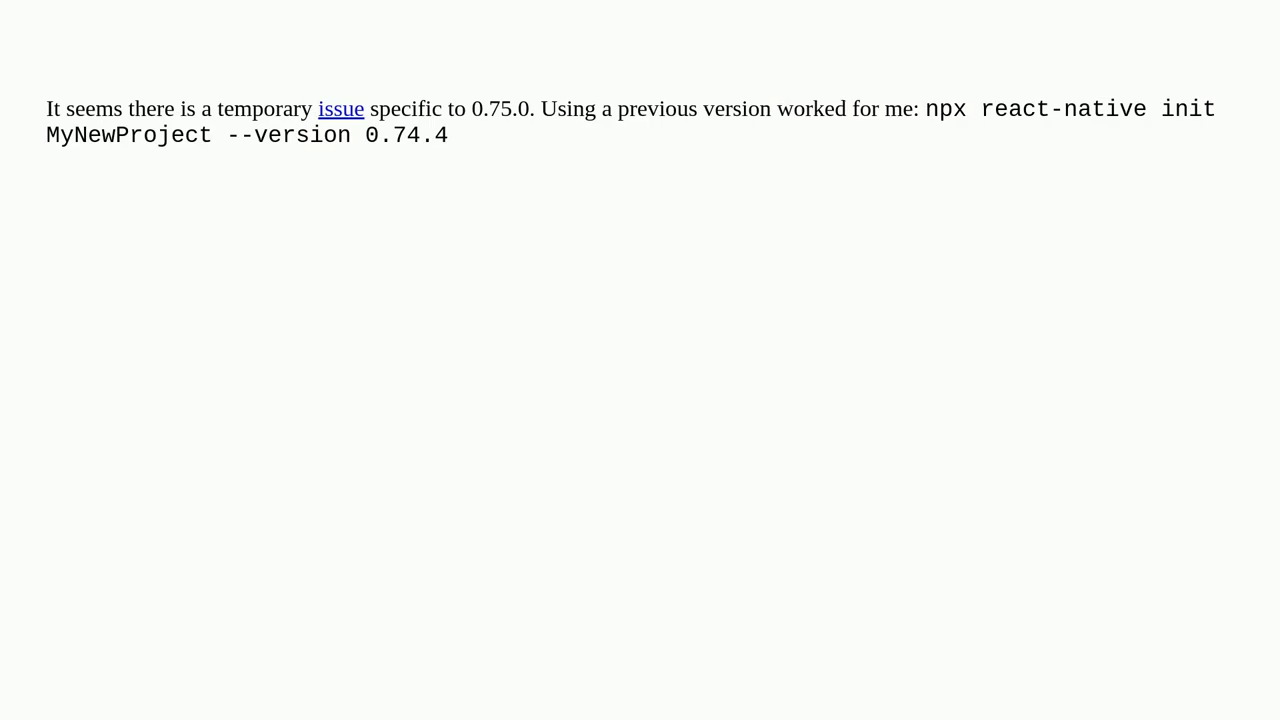 It seems there is a temporary issue specific to 0.75.0. Using a previous version worked for me: npx react-native init
MyNewProject --version 0.74.4